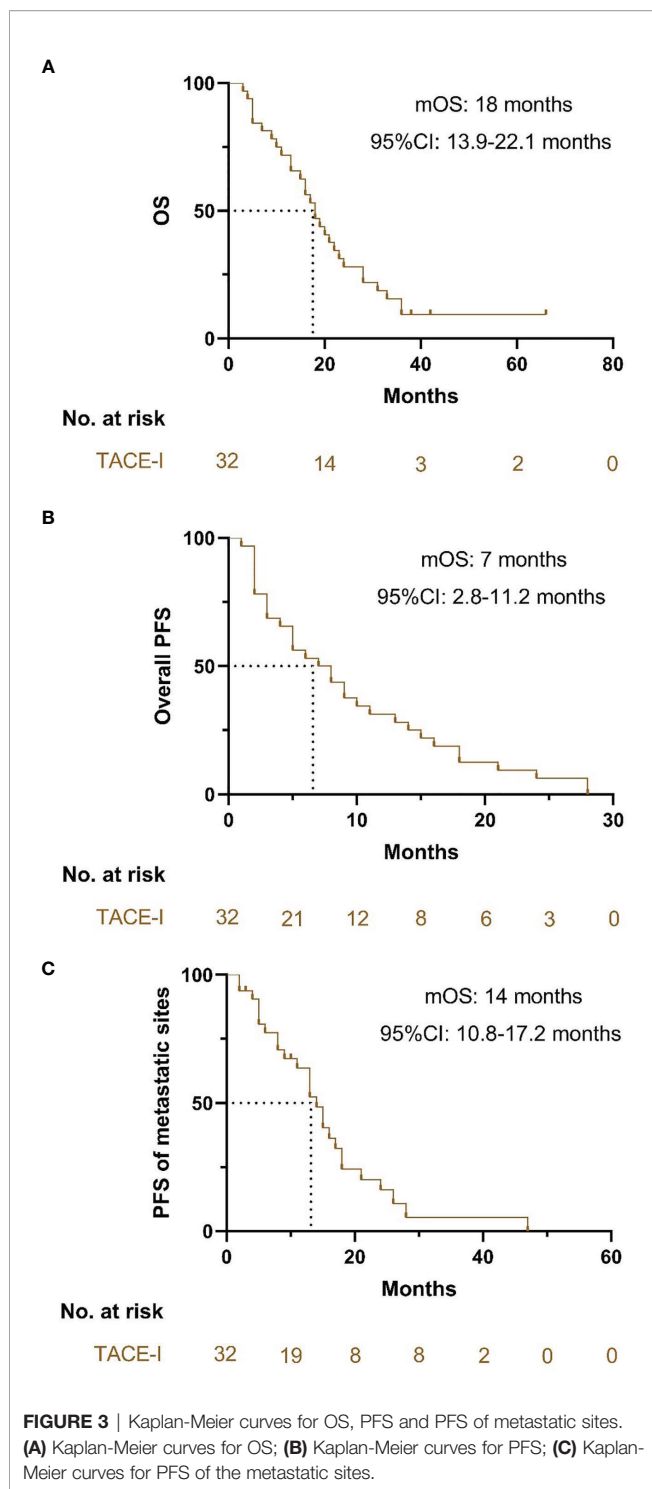 A
100
mOS: 18 months
95%CI: 13.9-22.1 months
OS
50
0
0 20 40 60 80
Months
No. at risk
TACE-I 32 14 3 2 0
B
100
mOS: 7 months
95%CI: 2.8-11.2 months
Overall PFS
50
0
0 10 20 30
Months
No. at risk
TACE-I 32 21 12 8 6 3 0
C
100
mOS: 14 months
95%CI: 10.8-17.2 months
PFS of metastatic sites
50
0
0 20 40 60
Months
No. at risk
TACE-I 32 19 8 8 2 0 0
FIGURE 3 | Kaplan-Meier curves for OS, PFS and PFS of metastatic sites.
(A) Kaplan-Meier curves for OS; (B) Kaplan-Meier curves for PFS; (C) Kaplan-
Meier curves for PFS of the metastatic sites.